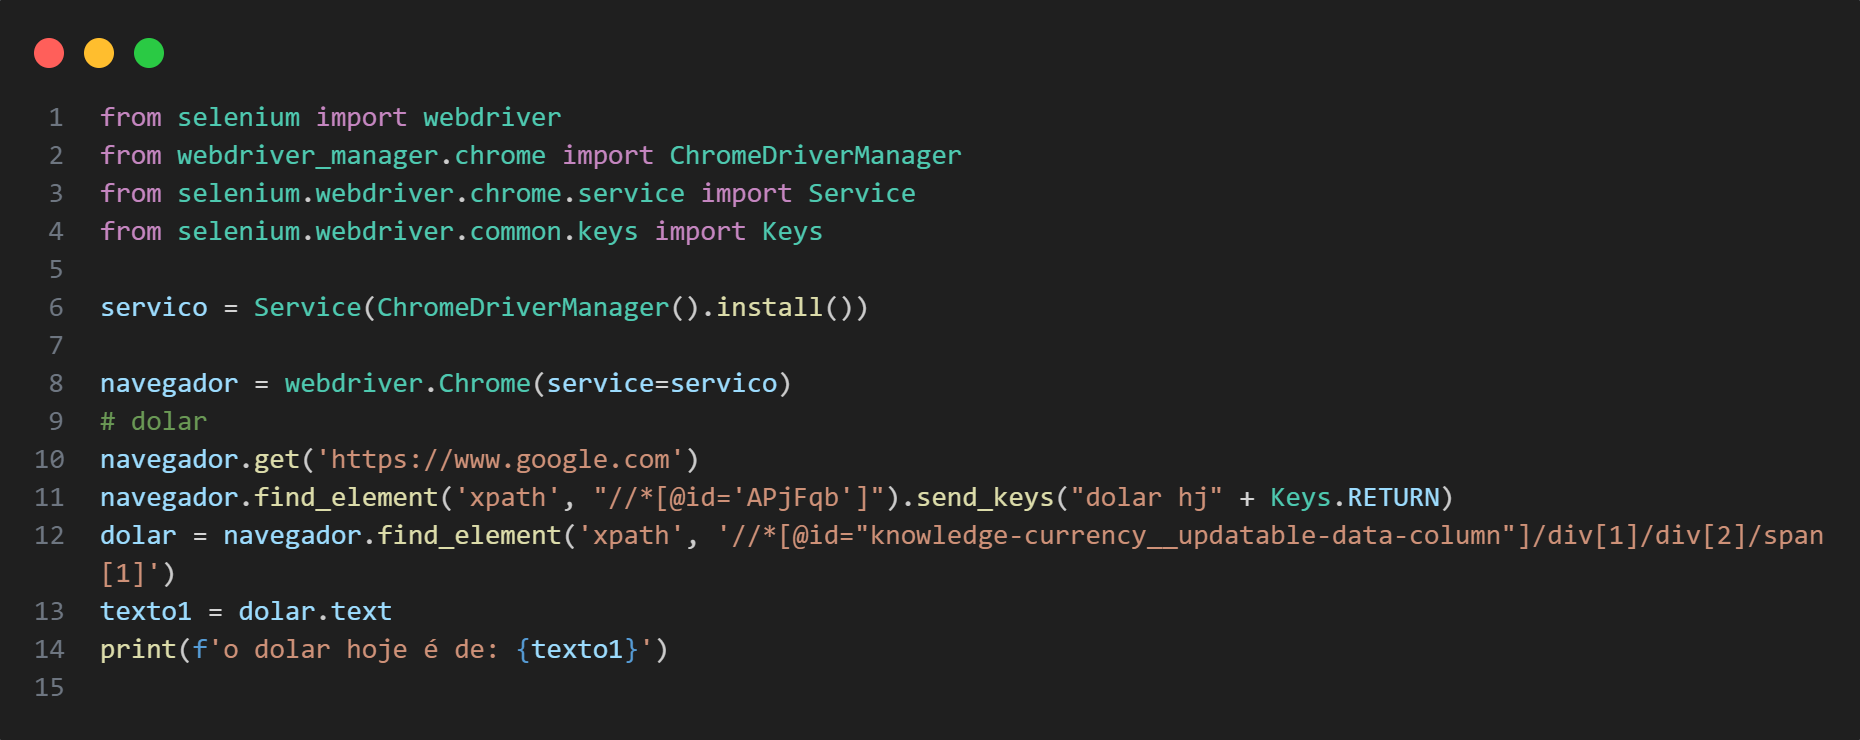 1 from selenium import webdriver
2 from webdriver_manager.chrome import ChromeDriverManager
3 from selenium.webdriver.chrome.service import Service
4 from selenium.webdriver.common.keys import Keys
5
6 servico = Service(ChromeDriverManager().install())
7
8 navegador = webdriver.Chrome(service=servico)
9 # dolar
10 navegador.get('https://www.google.com')
11 navegador.find_element('xpath', "//*[@id='APjFqb']").send_keys("dolar hj" + Keys.RETURN)
12 dolar = navegador.find_element('xpath', '//*[@id="knowledge-currency__updatable-data-column"]/div[1]/div[2]/span
[1]')
13 texto1 = dolar.text
14 print(f'o dolar hoje é de: {texto1}')
15